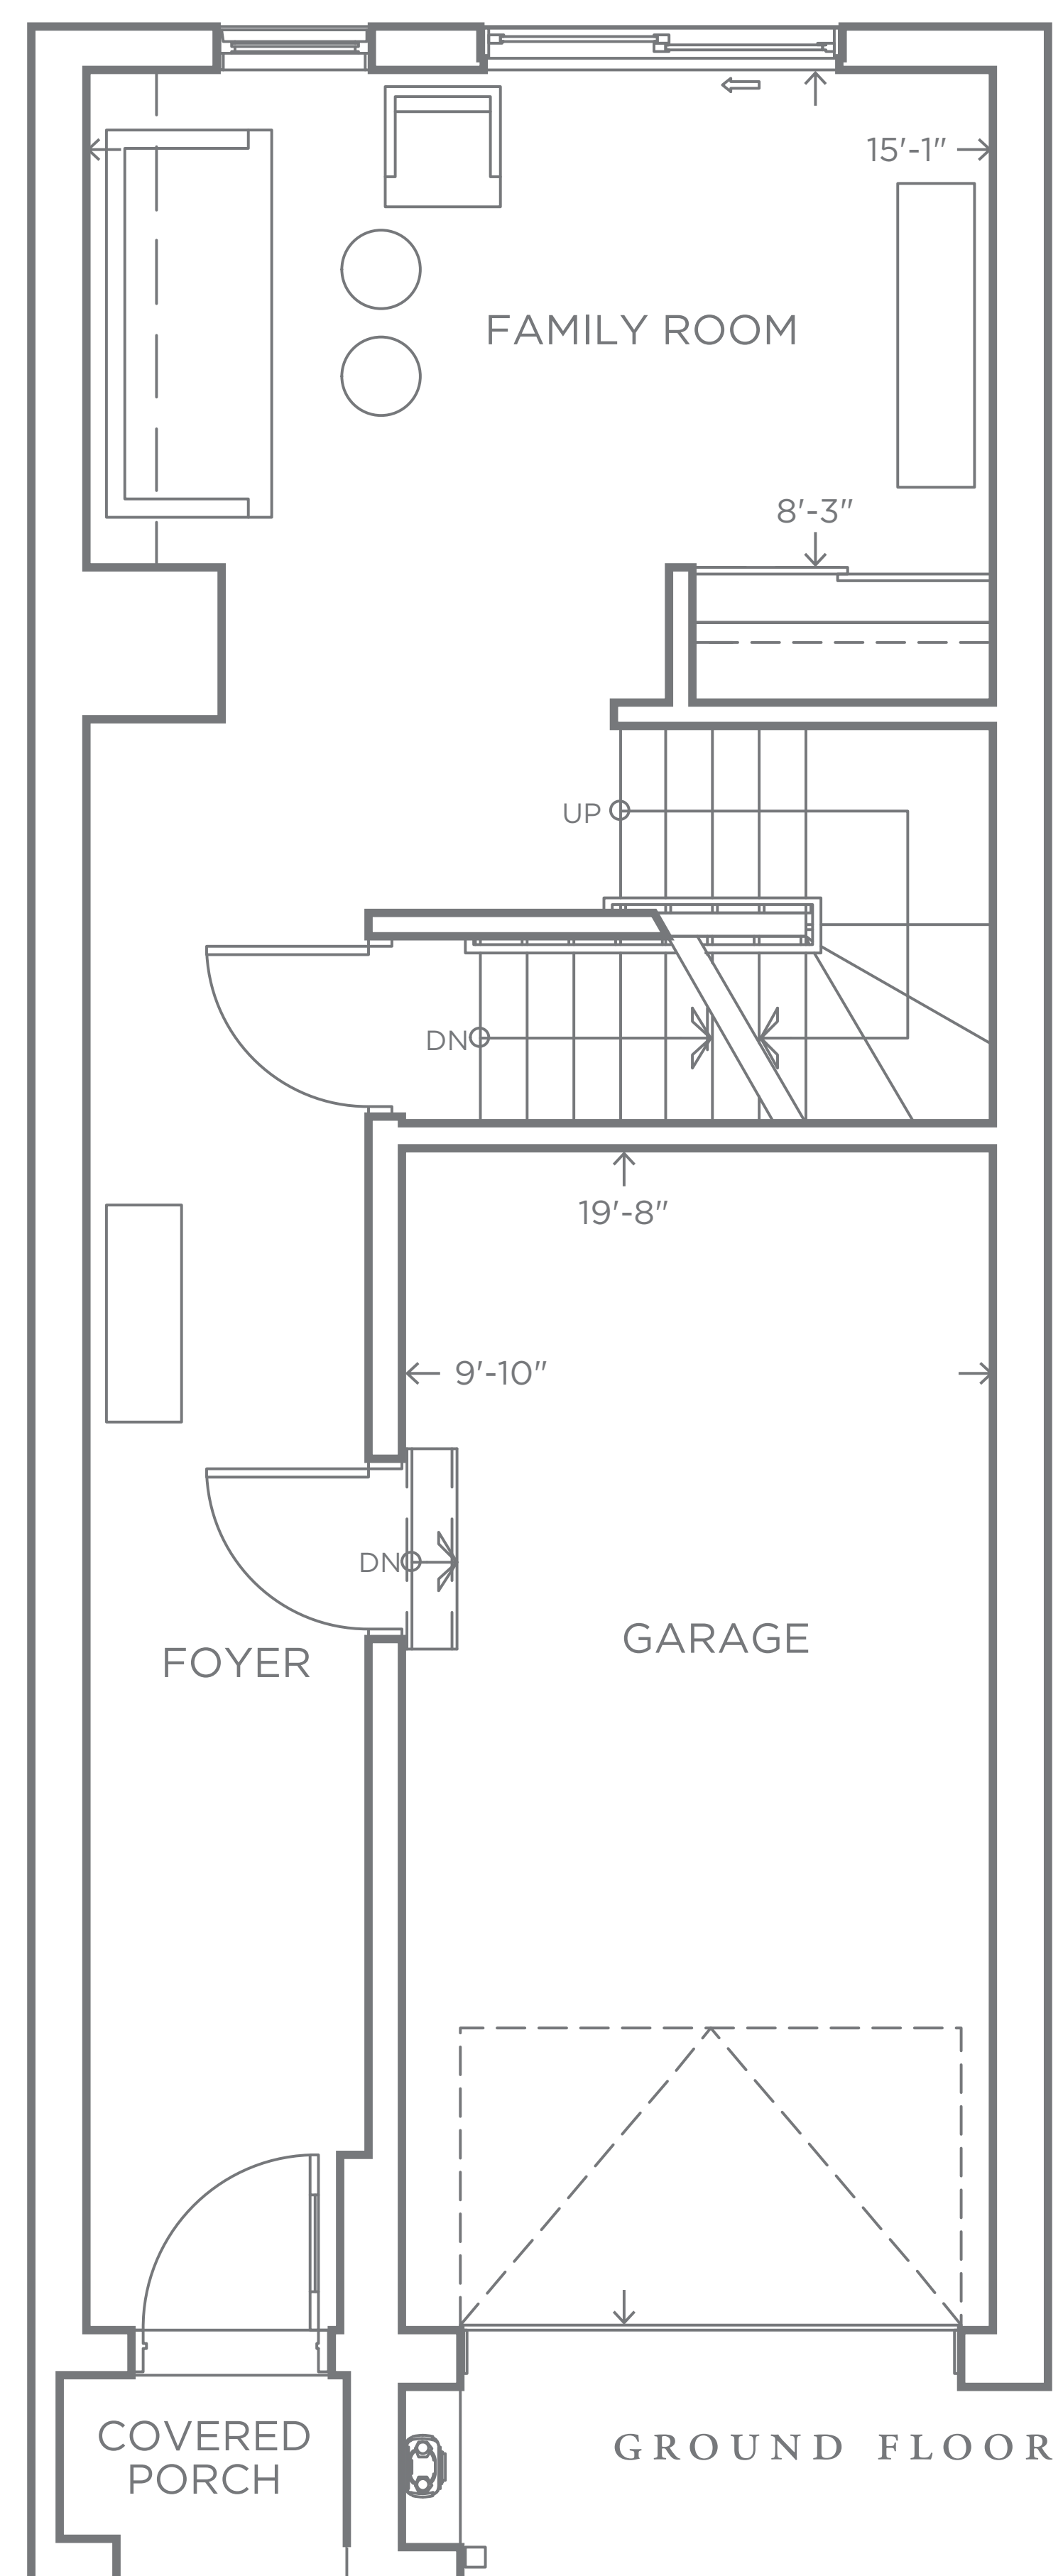 15'-1"
FAMILY ROOM
8'-3"
UP
DN
19'-8"
9'-10"
DN
GARAGE
FOYER
COVERED
PORCH
GROUND FLOOR